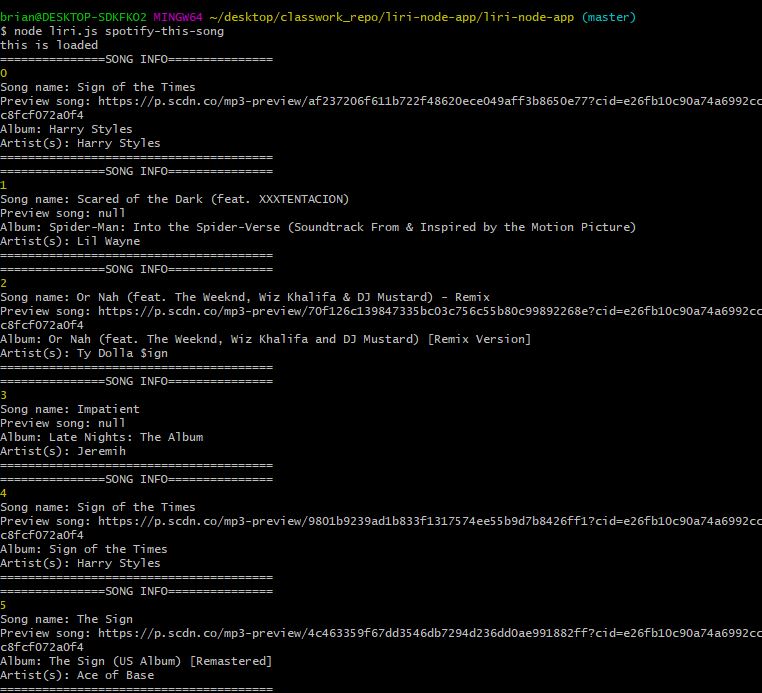 brian@DESKTOP-SDKFKO2 MINGW64 ~/desktop/classwork_repo/liri-node-app/liri-node-app (master)
$ node liri.js spotify-this-song
this is loaded
===============SONG INFO===============
0
Song name: Sign of the Times
Preview song: https://p.scdn.co/mp3-preview/af237206f611b722f48620ece049aff3b8650e77?cid=e26fb10c90a74a6992cc
c8fcf072a0f4
Album: Harry Styles
Artist(s): Harry Styles
=======================================
===============SONG INFO===============
1
Song name: Scared of the Dark (feat. XXXTENTACION)
Preview song: null
Album: Spider-Man: Into the Spider-Verse (Soundtrack From & Inspired by the Motion Picture)
Artist(s): Lil Wayne
=======================================
===============SONG INFO===============
2
Song name: Or Nah (feat. The Weeknd, Wiz Khalifa & DJ Mustard) - Remix
Preview song: https://p.scdn.co/mp3-preview/70f126c139847335bc03c756c55b80c99892268e?cid=e26fb10c90a74a6992cc
c8fcf072a0f4
Album: Or Nah (feat. The Weeknd, Wiz Khalifa and DJ Mustard) [Remix Version]
Artist(s): Ty Dolla $ign
=======================================
===============SONG INFO===============
3
Song name: Impatient
Preview song: null
Album: Late Nights: The Album
Artist(s): Jeremih
=======================================
===============SONG INFO===============
4
Song name: Sign of the Times
Preview song: https://p.scdn.co/mp3-preview/9801b9239ad1b833f1317574ee55b9d7b8426ff1?cid=e26fb10c90a74a6992cc
c8fcf072a0f4
Album: Sign of the Times
Artist(s): Harry Styles
=======================================
===============SONG INFO===============
5
Song name: The Sign
Preview song: https://p.scdn.co/mp3-preview/4c463359f67dd3546db7294d236dd0ae991882ff?cid=e26fb10c90a74a6992cc
c8fcf072a0f4
Album: The Sign (US Album) [Remastered]
Artist(s): Ace of Base
=======================================